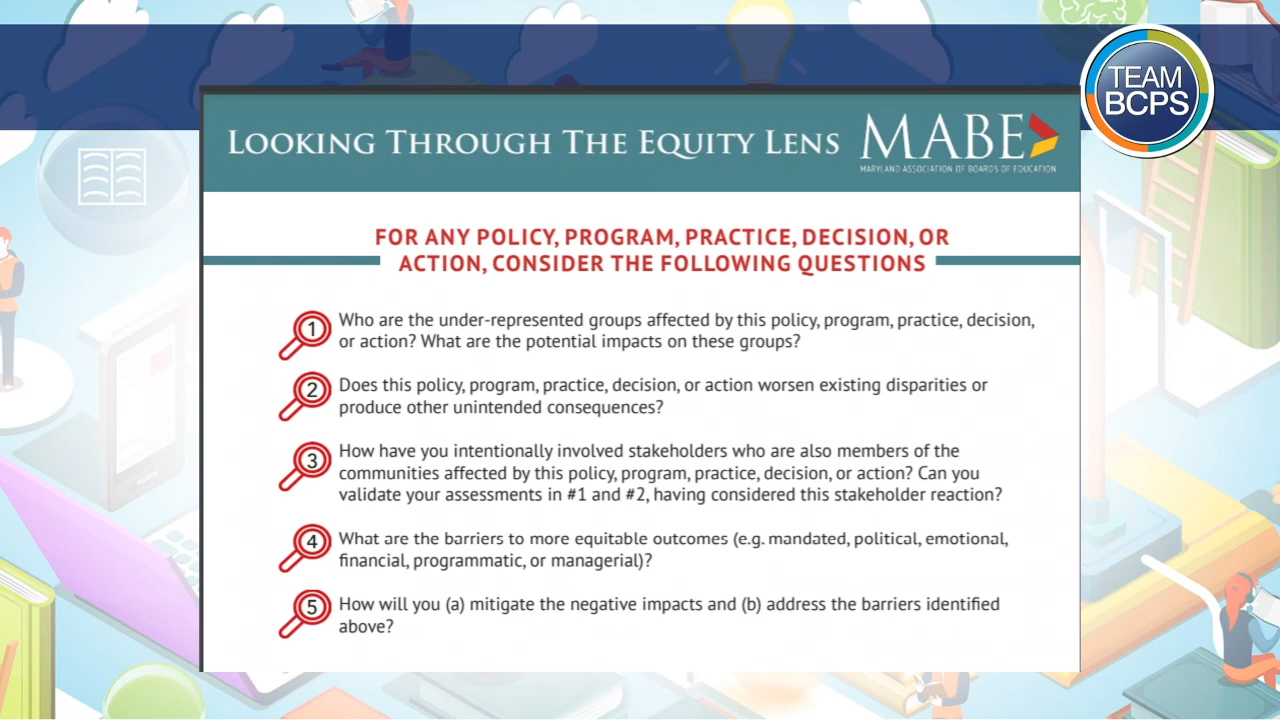 TEAM
BCPS
LOOKING THROUGH THE EQUITY LENS
MABE
MARYLAND ASSOCIATION OF BOARDS OF EDUCATION
FOR ANY POLICY, PROGRAM, PRACTICE, DECISION, OR
ACTION, CONSIDER THE FOLLOWING QUESTIONS
1 Who are the under-represented groups affected by this policy, program, practice, decision,
or action? What are the potential impacts on these groups?
2 Does this policy, program, practice, decision, or action worsen existing disparities or
produce other unintended consequences?
3 How have you intentionally involved stakeholders who are also members of the
communities affected by this policy, program, practice, decision, or action? Can you
validate your assessments in #1 and #2, having considered this stakeholder reaction?
4 What are the barriers to more equitable outcomes (e.g. mandated, political, emotional,
financial, programmatic, or managerial)?
5 How will you (a) mitigate the negative impacts and (b) address the barriers identified
above?